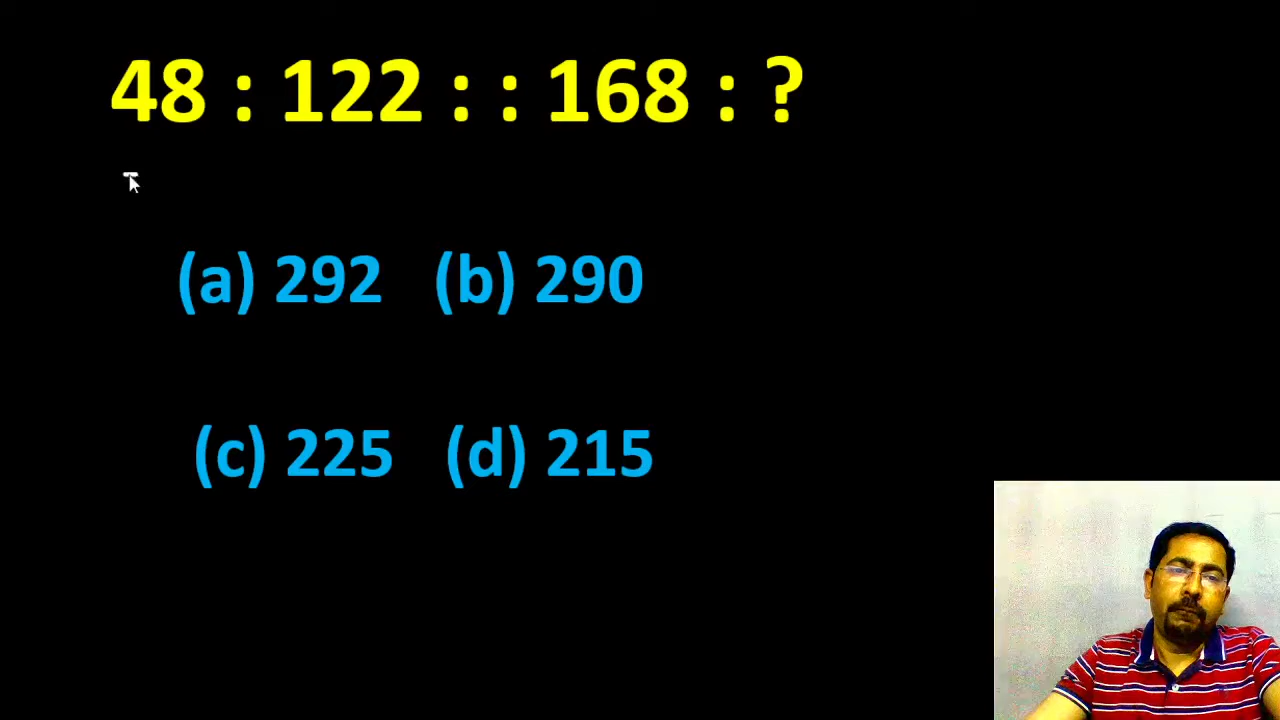 48 : 122 : : 168 : ?
(a) 292 (b) 290
(c) 225 (d) 215